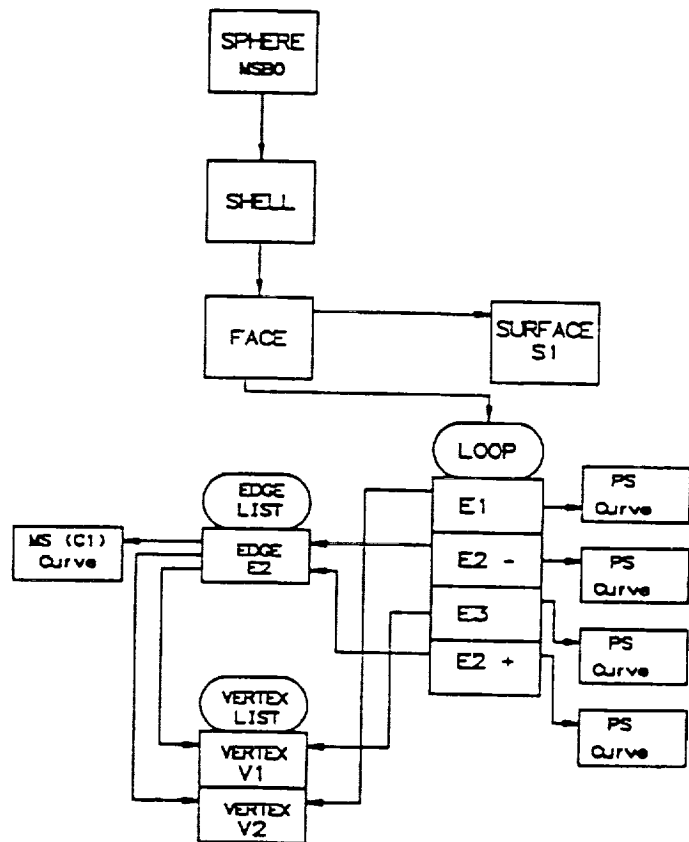 SPHERE
MSBO
SHELL
FACE
SURFACE
S1
LOOP
E1
E2 -
E3
E2 +
PS
Curve
PS
Curve
PS
Curve
PS
Curve
EDGE
LIST
EDGE
E2
MS (C1)
Curve
VERTEX
LIST
VERTEX
V1
VERTEX
V2